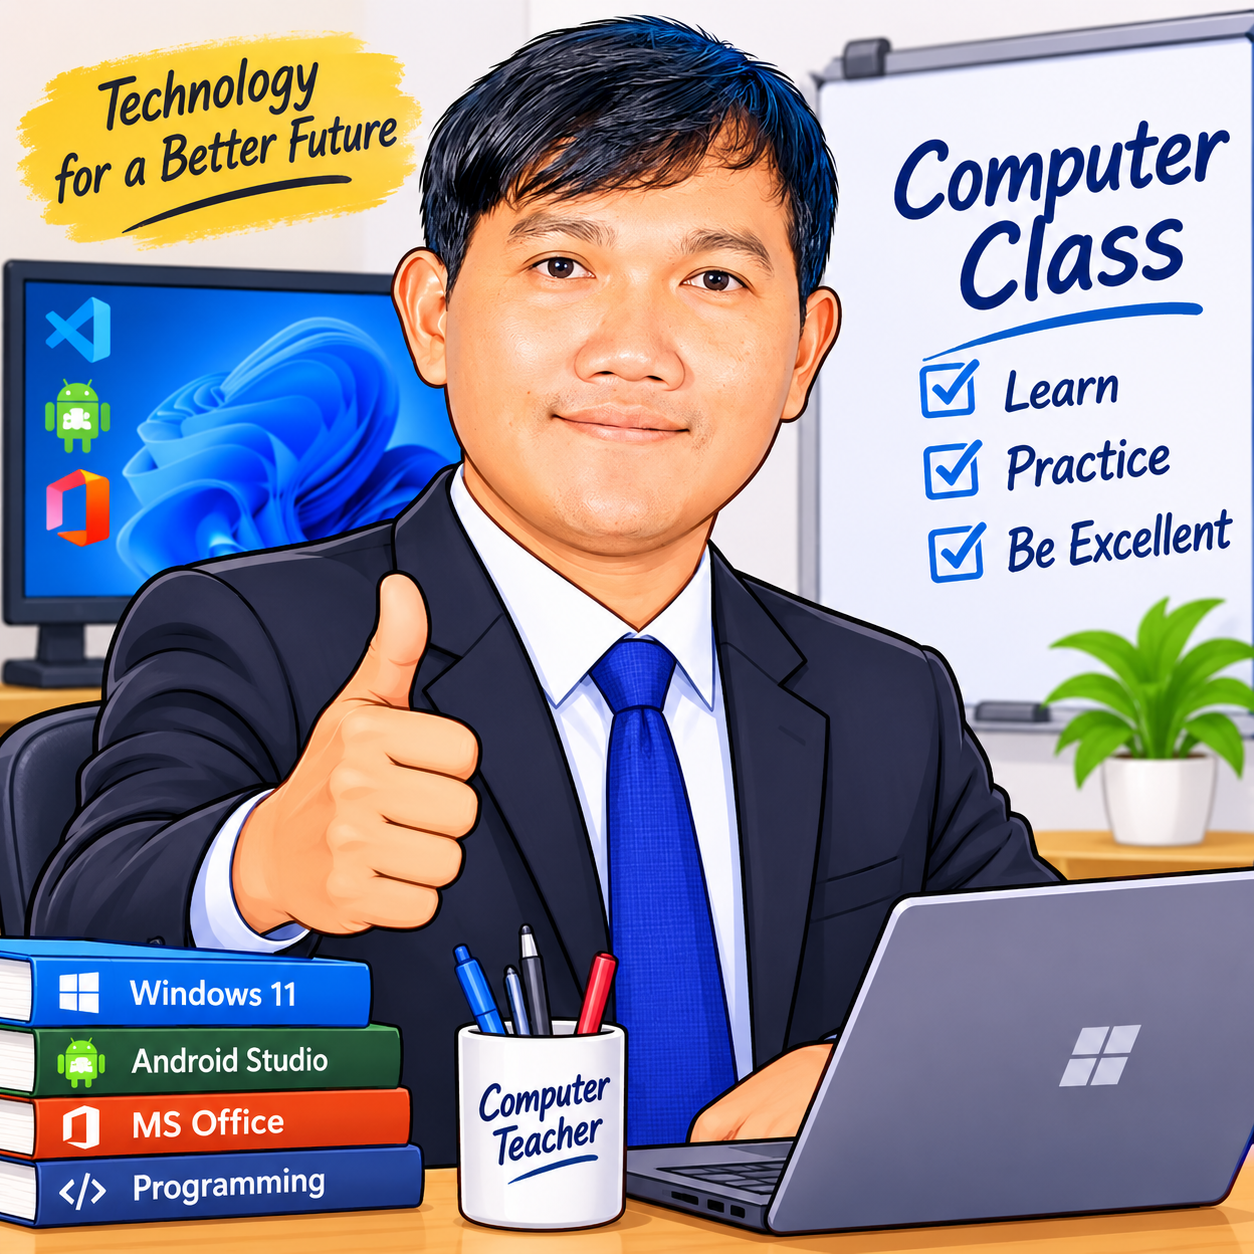 Technology
for a Better Future
Computer
Class
Learn
Practice
Be Excellent
Windows 11
Android Studio
MS Office
</> Programming
Computer
Teacher